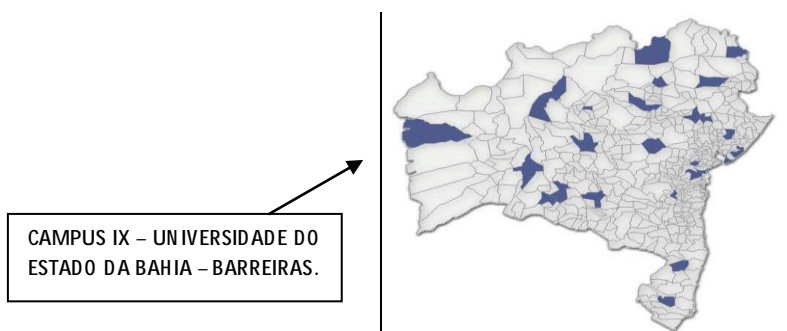 CAMPUS IX – UNIVERSIDADE DO
ESTADO DA BAHIA – BARREIRAS.